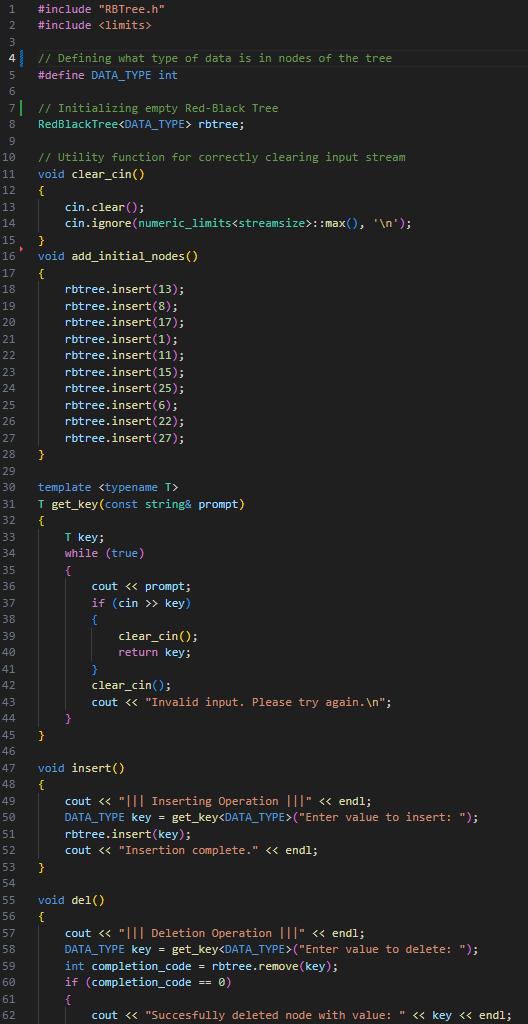 1 #include "RBTree.h"
2 #include <limits>
3
4 // Defining what type of data is in nodes of the tree
5 #define DATA_TYPE int
6
7 // Initializing empty Red-Black Tree
8 RedBlackTree<DATA_TYPE> rbtree;
9
10 // Utility function for correctly clearing input stream
11 void clear_cin()
12 {
13     cin.clear();
14     cin.ignore(numeric_limits<streamsize>::max(), '\n');
15 }
16 void add_initial_nodes()
17 {
18     rbtree.insert(13);
19     rbtree.insert(8);
20     rbtree.insert(17);
21     rbtree.insert(1);
22     rbtree.insert(11);
23     rbtree.insert(15);
24     rbtree.insert(25);
25     rbtree.insert(6);
26     rbtree.insert(22);
27     rbtree.insert(27);
28 }
29
30 template <typename T>
31 T get_key(const string& prompt)
32 {
33     T key;
34     while (true)
35     {
36         cout << prompt;
37         if (cin >> key)
38         {
39             clear_cin();
40             return key;
41         }
42         clear_cin();
43         cout << "Invalid input. Please try again.\n";
44     }
45 }
46
47 void insert()
48 {
49     cout << "||| Inserting Operation |||" << endl;
50     DATA_TYPE key = get_key<DATA_TYPE>("Enter value to insert: ");
51     rbtree.insert(key);
52     cout << "Insertion complete." << endl;
53 }
54
55 void del()
56 {
57     cout << "||| Deletion Operation |||" << endl;
58     DATA_TYPE key = get_key<DATA_TYPE>("Enter value to delete: ");
59     int completion_code = rbtree.remove(key);
60     if (completion_code == 0)
61     {
62         cout << "Succesfully deleted node with value: " << key << endl;